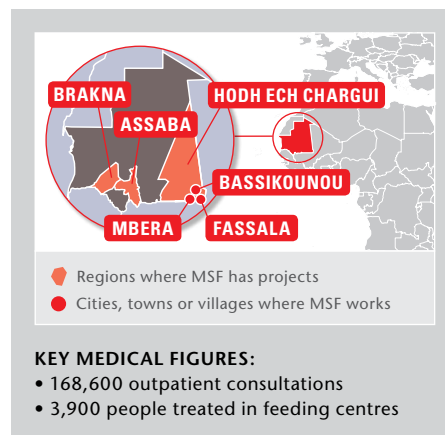 BRAKNA
HODH ECH CHARGUI
ASSABA
BASSIKOUNOU
MBERA
FASSALA
Regions where MSF has projects
Cities, towns or villages where MSF works
KEY MEDICAL FIGURES:
• 168,600 outpatient consultations
• 3,900 people treated in feeding centres